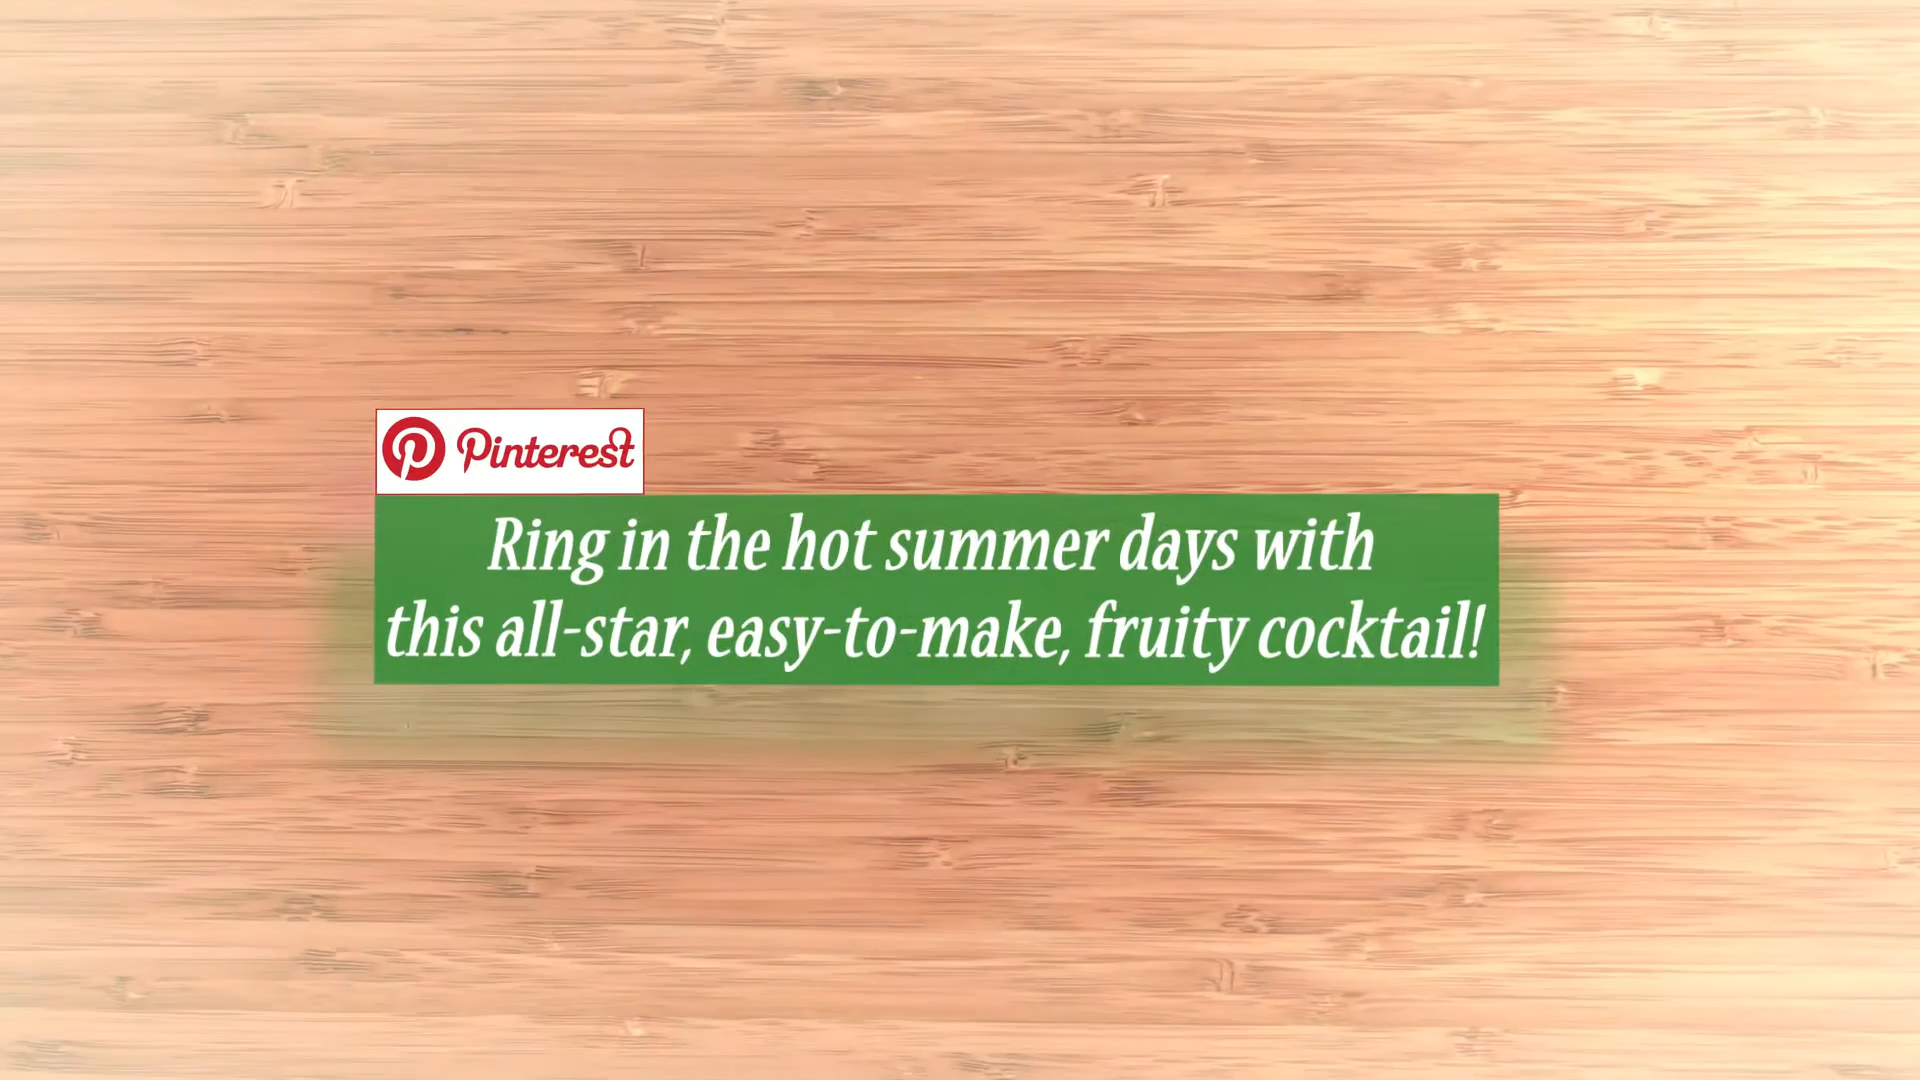 Pinterest
Ring in the hot summer days with
this all-star, easy-to-make, fruity cocktail!